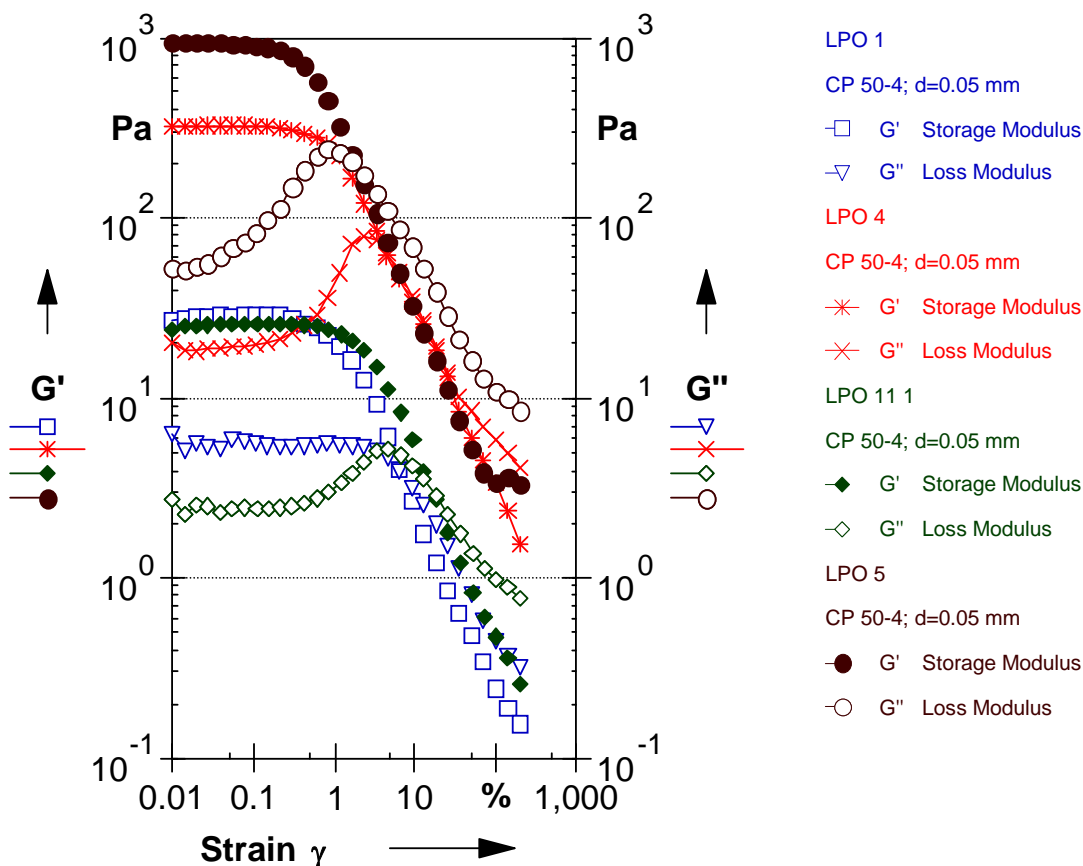 10^3
10^3
Pa
Pa
10^2
10^2
G'
G"
10^1
10^1
10^0
10^0
10^-1
10^-1
0.01 0.1 1 10 % 1,000
Strain γ
LPO 1
CP 50-4; d=0.05 mm
G' Storage Modulus
G" Loss Modulus
LPO 4
CP 50-4; d=0.05 mm
G' Storage Modulus
G" Loss Modulus
LPO 11 1
CP 50-4; d=0.05 mm
G' Storage Modulus
G" Loss Modulus
LPO 5
CP 50-4; d=0.05 mm
G' Storage Modulus
G" Loss Modulus